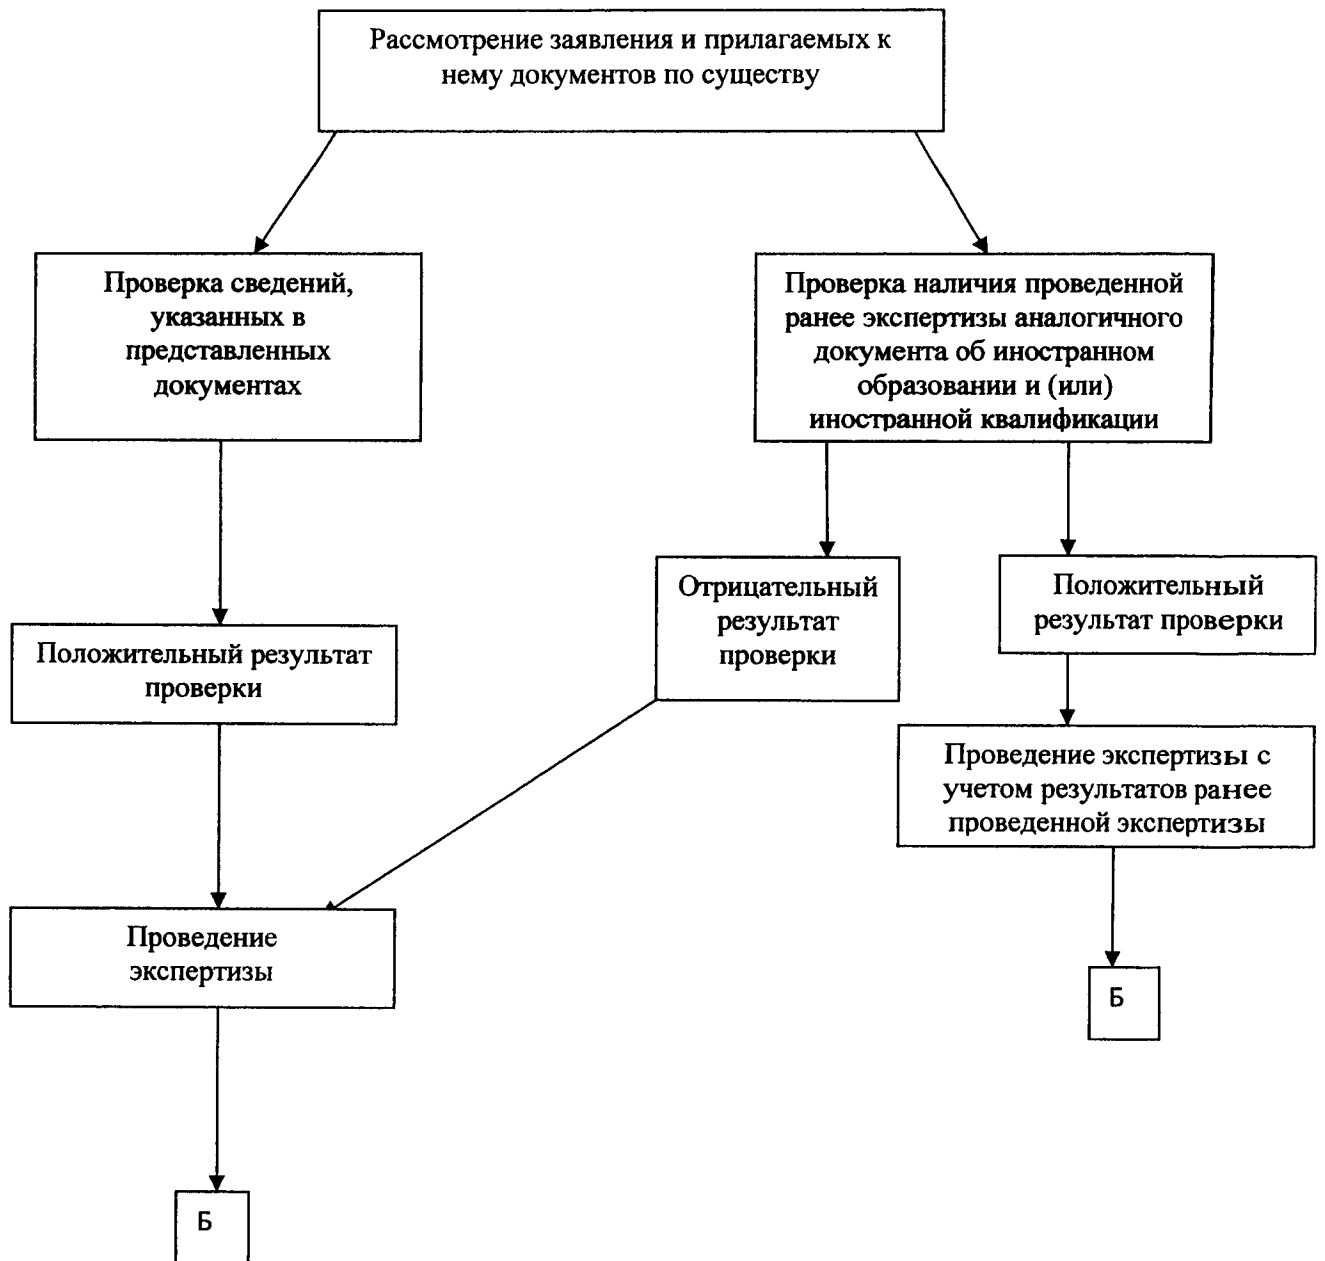 Рассмотрение заявления и прилагаемых к
нему документов по существу
Проверка сведений,
указанных в
представленных
документах
Проверка наличия проведенной
ранее экспертизы аналогичного
документа об иностранном
образовании и (или)
иностранной квалификации
Отрицательный
результат
проверки
Положительный
результат проверки
Положительный результат
проверки
Проведение экспертизы с
учетом результатов ранее
проведенной экспертизы
Проведение
экспертизы
Б
Б